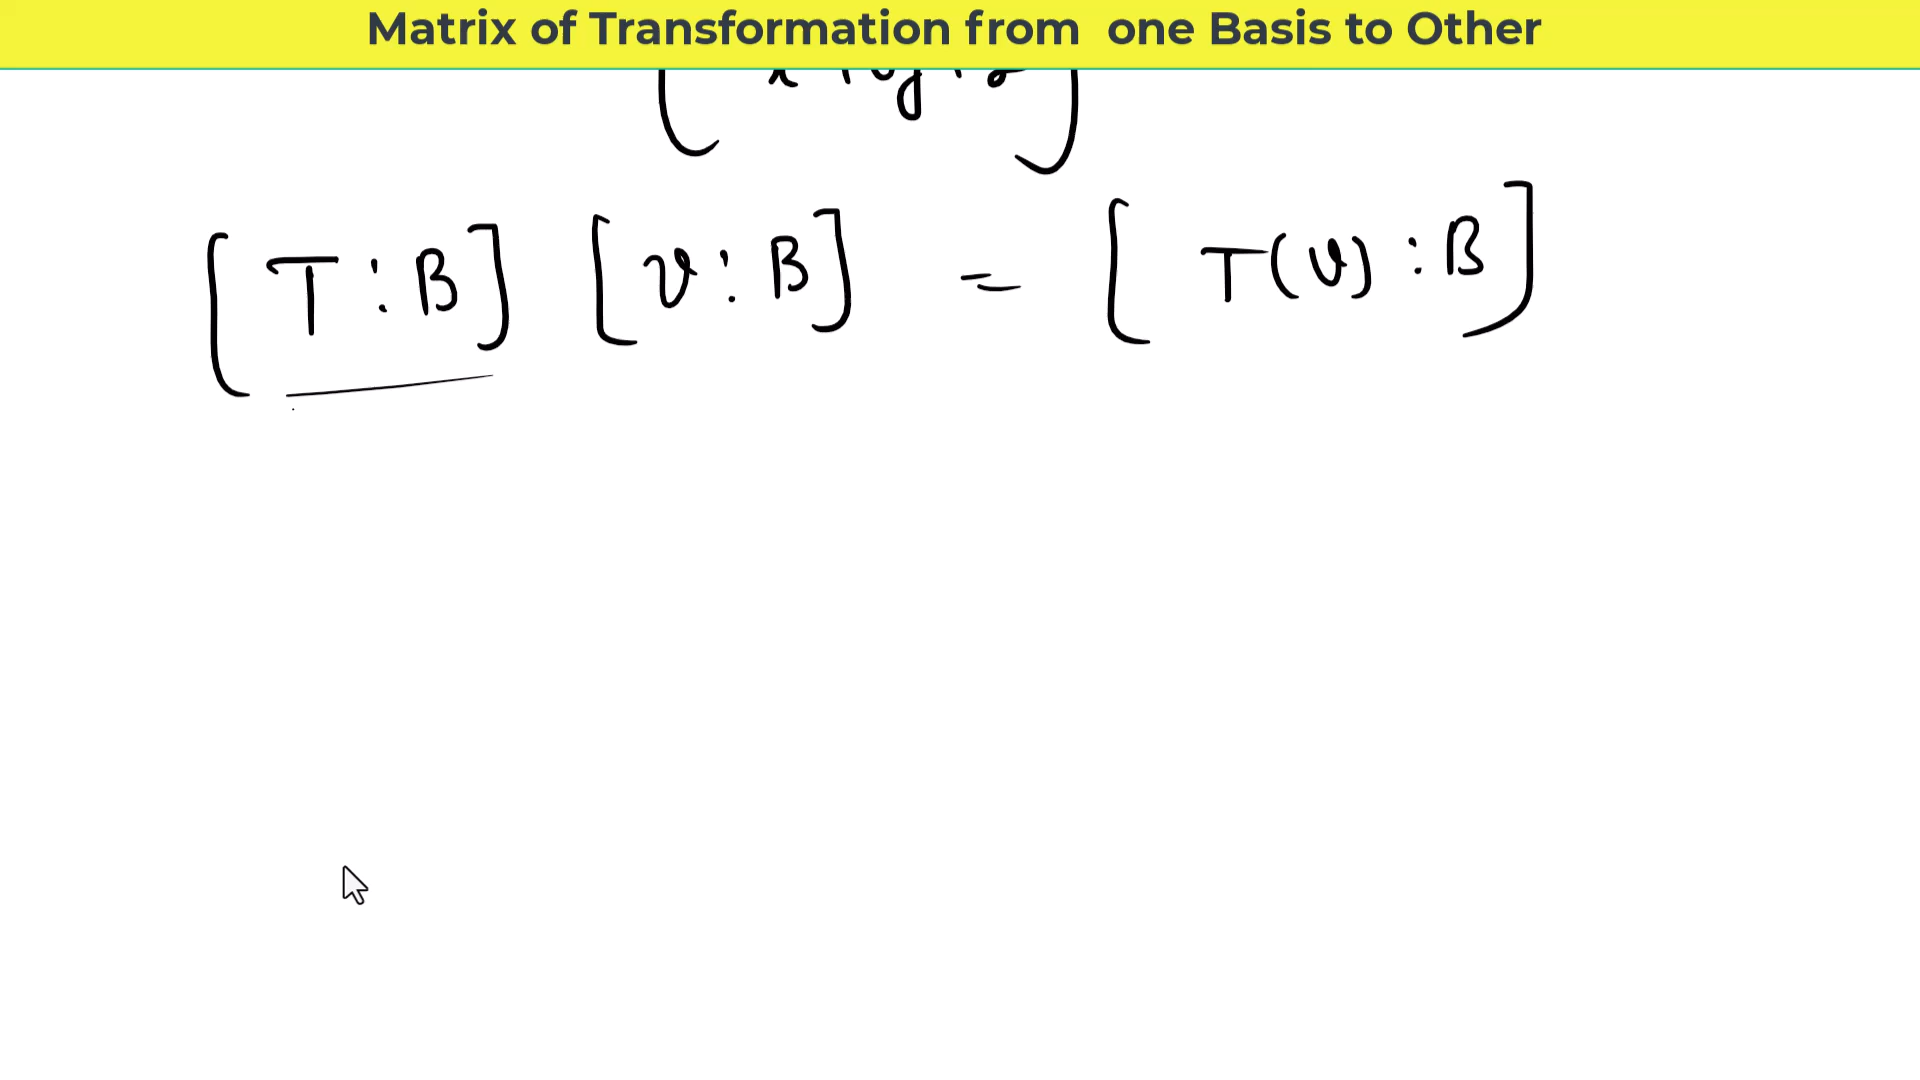 Matrix of Transformation from one Basis to Other
[T : B] [v : B] = [T(v) : B]